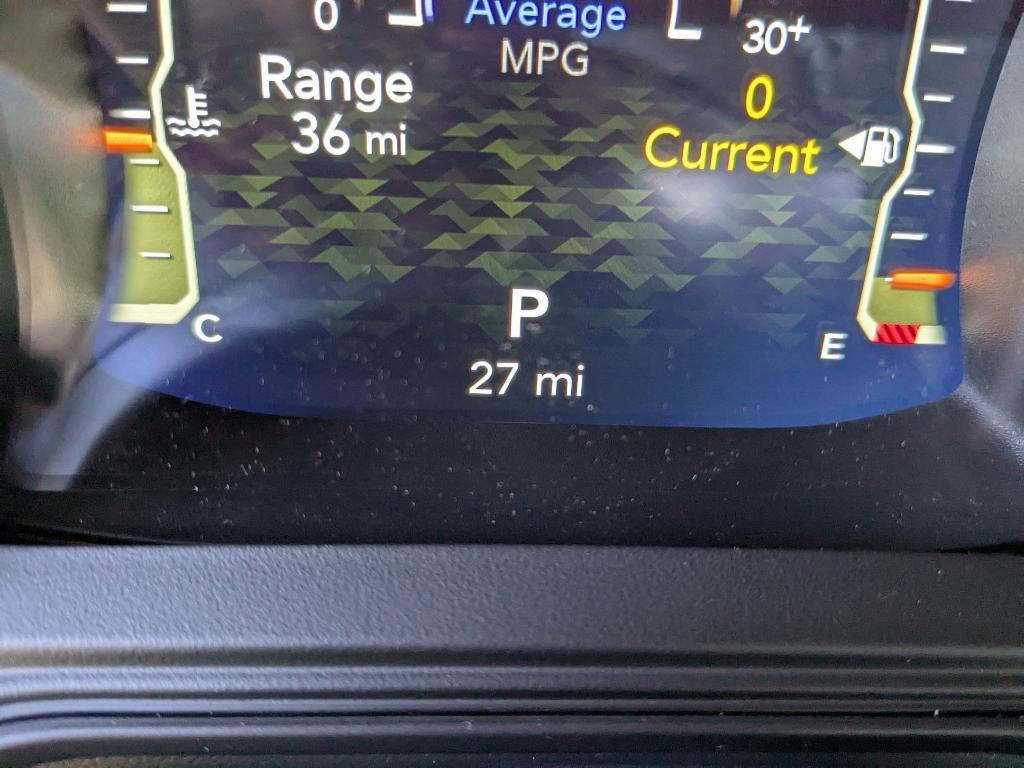 0
Average
MPG
30+
Range
36 mi
0
Current
C
P
E
27 mi